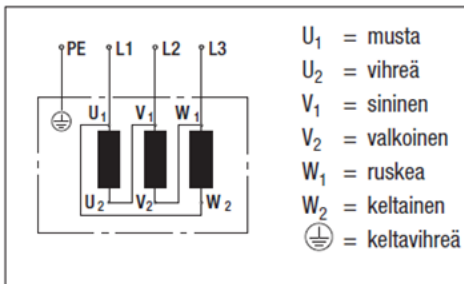 PE L1 L2 L3
U1 V1 W1
U2 V2 W2
U1 = musta
U2 = vihreä
V1 = sininen
V2 = valkoinen
W1 = ruskea
W2 = keltainen
= keltavihreä